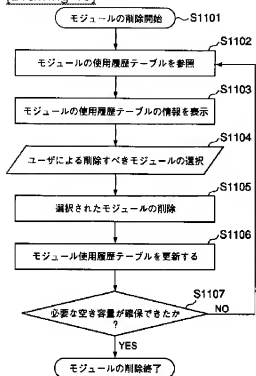 モジュールの削除開始 S1101
S1102
モジュールの使用履歴テーブルを参照
S1103
モジュールの使用履歴テーブルの情報を表示
S1104
ユーザによる削除すべきモジュールの選択
S1105
選択されたモジュールの削除
S1106
モジュール使用履歴テーブルを更新する
S1107
必要な空き容量が確保できたか
?
NO
YES
モジュールの削除終了